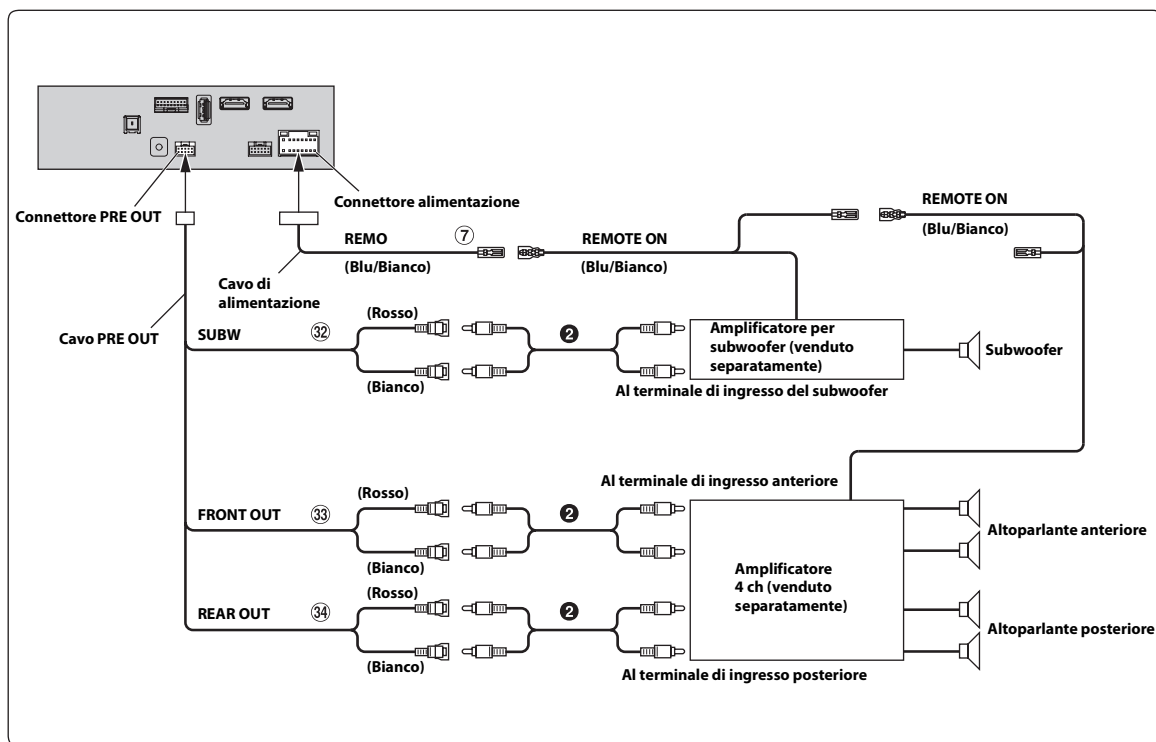 Connettore PRE OUT
Connettore alimentazione
REMOTE ON
(Blu/Bianco)
REMO
7
(Blu/Bianco)
REMOTE ON
(Blu/Bianco)
Cavo di
alimentazione
Cavo PRE OUT
SUBW
32
(Rosso)
(Bianco)
2
Amplificatore per
subwoofer (venduto
separatamente)
Subwoofer
Al terminale di ingresso del subwoofer
Al terminale di ingresso anteriore
FRONT OUT
33
(Rosso)
(Bianco)
2
Altoparlante anteriore
Amplificatore
4 ch (venduto
separatamente)
REAR OUT
34
(Rosso)
(Bianco)
2
Altoparlante posteriore
Al terminale di ingresso posteriore